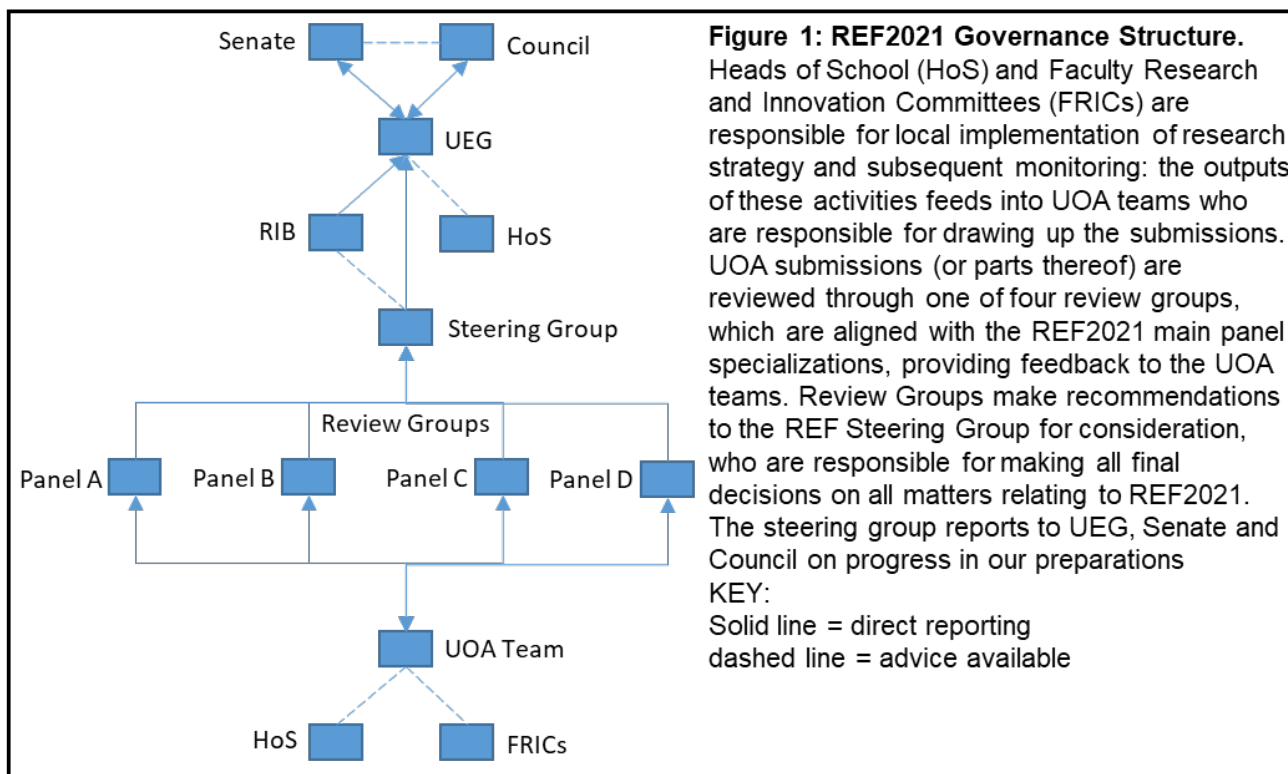 Senate
Council
UEG
RIB
HoS
Steering Group
Review Groups
Panel A
Panel B
Panel C
Panel D
UOA Team
HoS
FRICs
Figure 1: REF2021 Governance Structure.
Heads of School (HoS) and Faculty Research
and Innovation Committees (FRICs) are
responsible for local implementation of research
strategy and subsequent monitoring: the outputs
of these activities feeds into UOA teams who
are responsible for drawing up the submissions.
UOA submissions (or parts thereof) are
reviewed through one of four review groups,
which are aligned with the REF2021 main panel
specializations, providing feedback to the UOA
teams. Review Groups make recommendations
to the REF Steering Group for consideration,
who are responsible for making all final
decisions on all matters relating to REF2021.
The steering group reports to UEG, Senate and
Council on progress in our preparations
KEY:
Solid line = direct reporting
dashed line = advice available